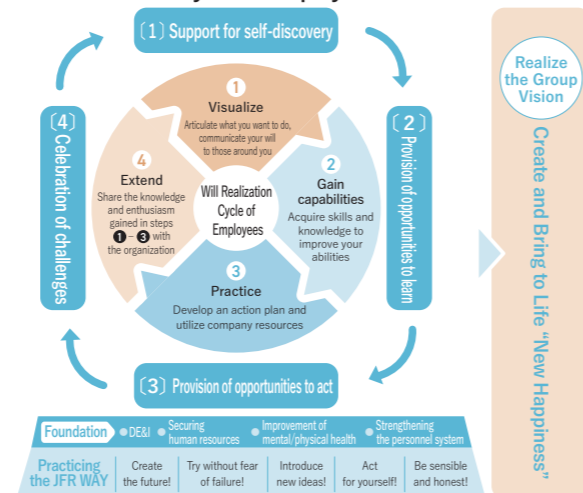 〔1〕Support for self-discovery
1
Visualize
Articulate what you want to do,
communicate your will
to those around you
〔2〕Provision of opportunities to learn
2
Gain
capabilities
Acquire skills and
knowledge to
improve your
abilities
Will Realization
Cycle of
Employees
3
Practice
Develop an action plan and
utilize company resources
〔3〕Provision of opportunities to act
4
Extend
Share the knowledge
and enthusiasm
gained in steps
1 – 3 with
the organization
〔4〕Celebration of challenges
Realize
the Group
Vision
Create and Bring to Life “New Happiness”
Foundation
DE&I
Securing
human resources
Improvement of
mental/physical health
Strengthening
the personnel system
Practicing
the JFR WAY
Create
the future!
Try without fear
of failure!
Introduce
new ideas!
Act
for yourself!
Be sensible
and honest!